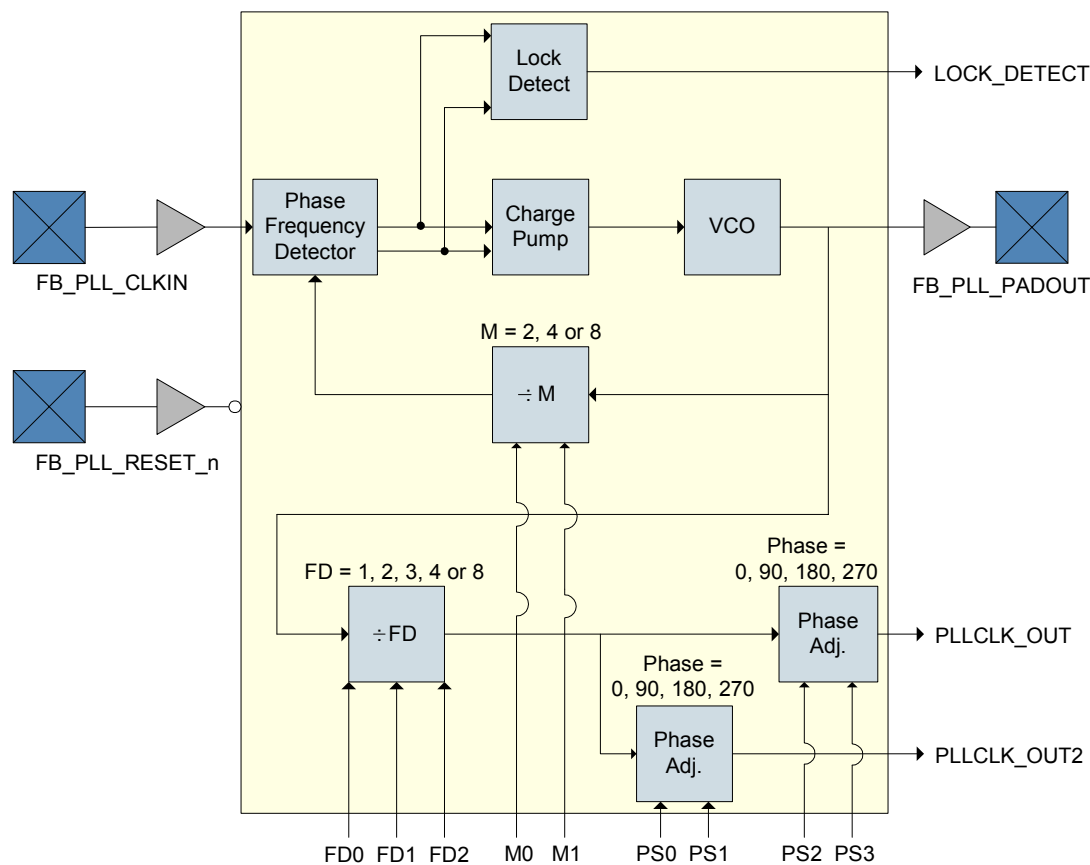 Lock
Detect
LOCK_DETECT
Phase
Frequency
Detector
Charge
Pump
VCO
FB_PLL_CLKIN
FB_PLL_PADOUT
M = 2, 4 or 8
÷ M
FB_PLL_RESET_n
Phase =
0, 90, 180, 270
FD = 1, 2, 3, 4 or 8
÷FD
Phase
Adj.
PLLCLK_OUT
Phase =
0, 90, 180, 270
Phase
Adj.
PLLCLK_OUT2
FD0 FD1 FD2 M0 M1 PS0 PS1 PS2 PS3